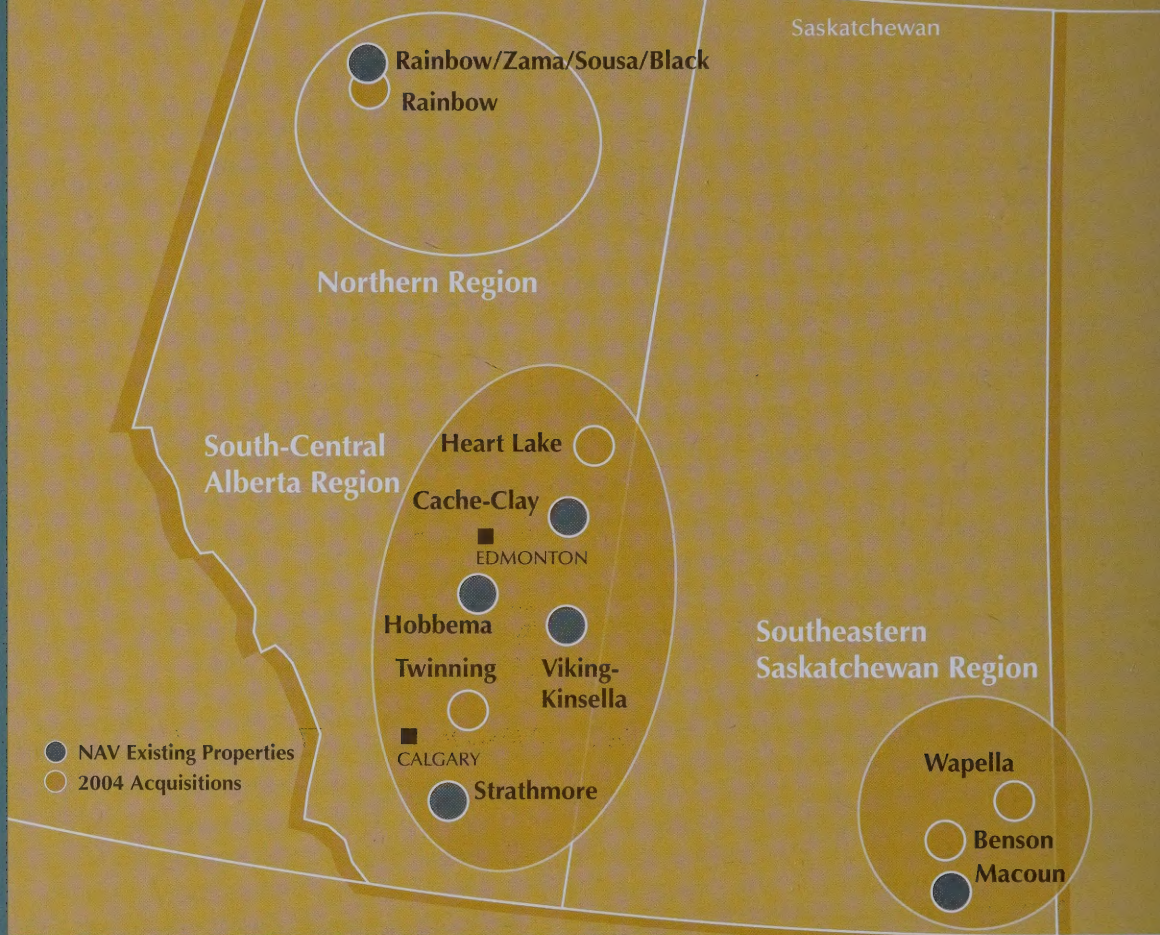 Saskatchewan
Rainbow/Zama/Sousa/Black
Rainbow
Northern Region
South-Central
Alberta Region
Heart Lake
Cache-Clay
EDMONTON
Hobbema
Twinning
Viking-
Kinsella
CALGARY
Strathmore
Southeastern
Saskatchewan Region
Wapella
Benson
Macoun
NAV Existing Properties
2004 Acquisitions